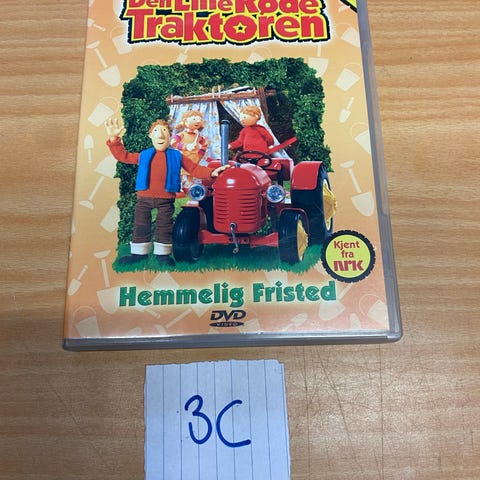 Den Lille Røde
Traktoren
Kjent
fra
nrk
Hemmelig Fristed
DVD
VIDEO
3C